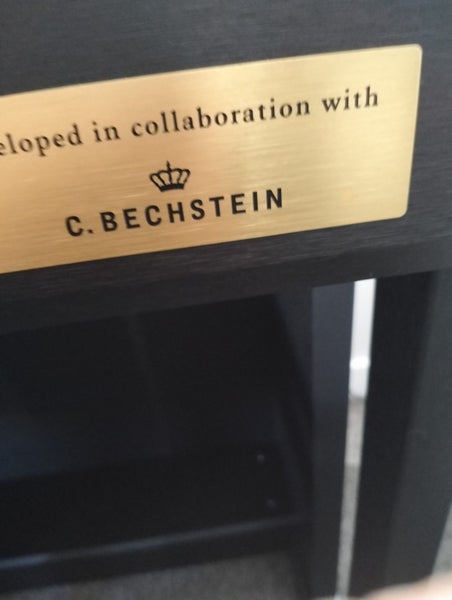 eloped in collaboration with
C. BECHSTEIN